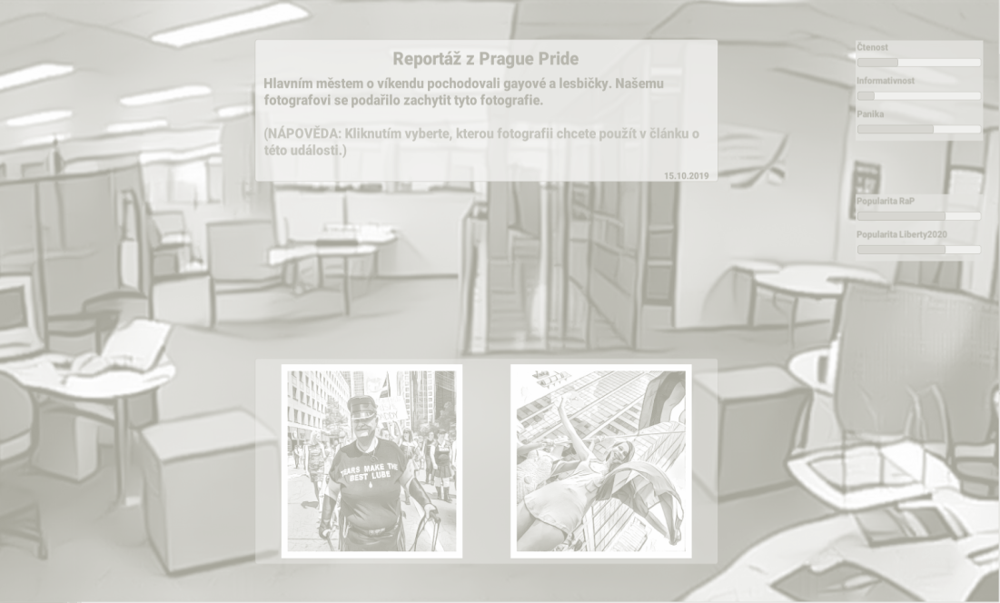 Reportáž z Prague Pride
Hlavním městem o víkendu pochodovali gayové a lesbičky. Našemu
fotografovi se podařilo zachytit tyto fotografie.
(NÁPOVĚDA: Kliknutím vyberte, kterou fotografii chcete použít v článku o
této události.)
15.10.2019
Čtenost
Informativnost
Panika
Popularita RaP
Popularita Liberty2020
TEARS MAKE THE
BEST LUBE